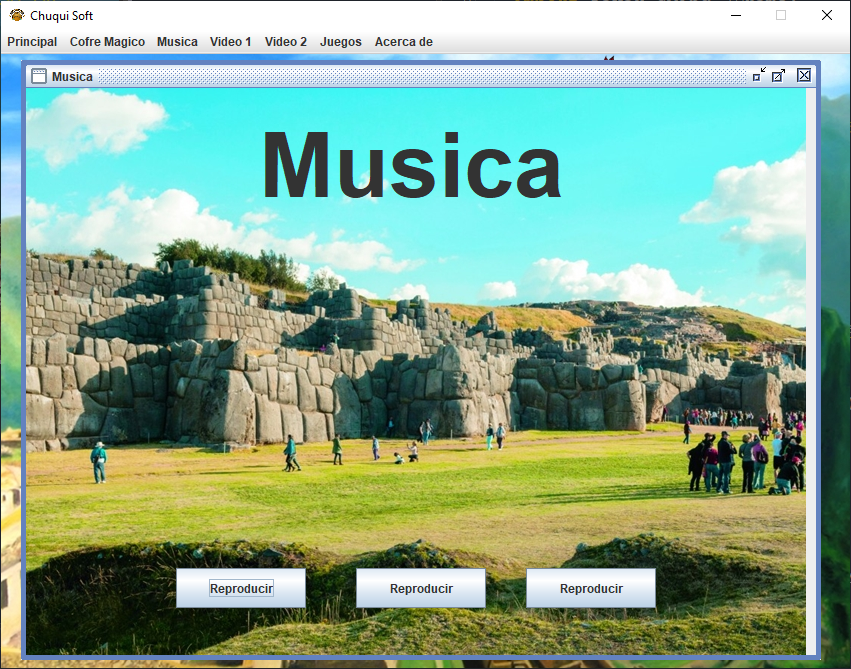 Chuqui Soft
Principal Cofre Magico Musica Video 1 Video 2 Juegos Acerca de
Musica
Musica
Reproducir Reproducir Reproducir